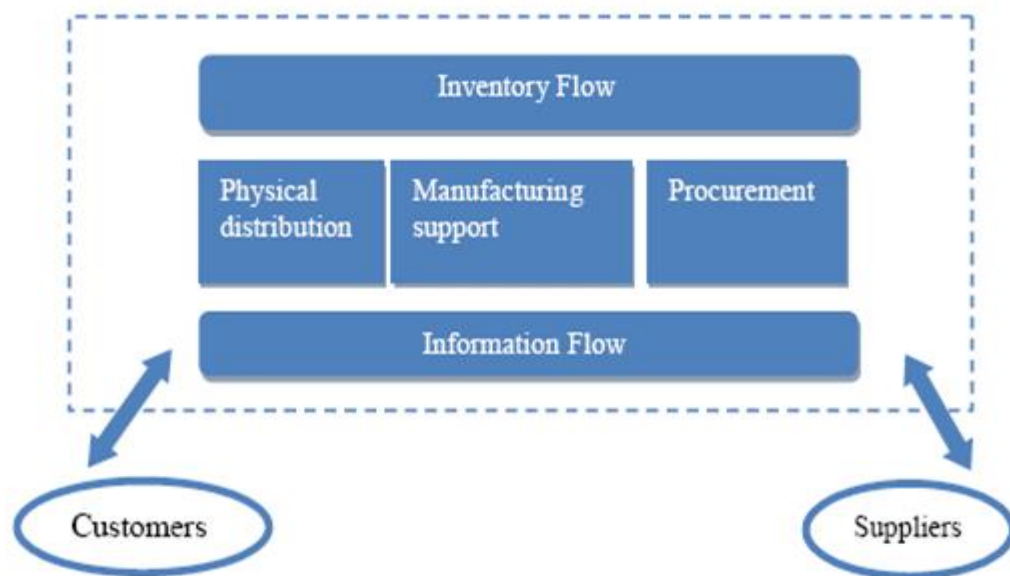 Inventory Flow
Physical
distribution
Manufacturing
support
Procurement
Information Flow
Customers
Suppliers